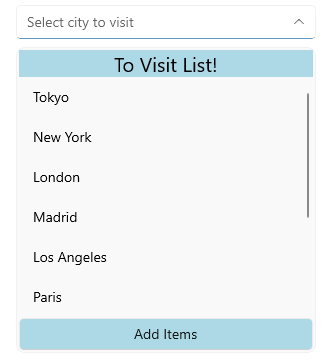 Select city to visit
To Visit List!
Tokyo
New York
London
Madrid
Los Angeles
Paris
Add Items